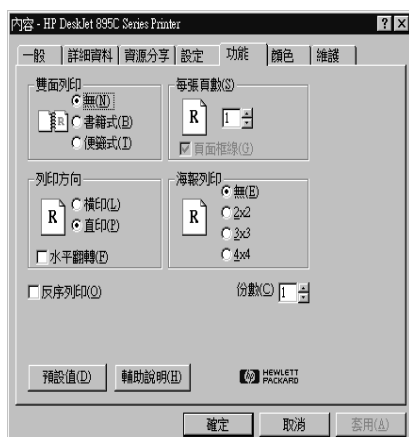 內容 - HP DeskJet 895C Series Printer
一般 詳細資料 資源分享 設定 功能 顏色 維護
雙面列印
無(N)
書籍式(B)
便籤式(T)
每張頁數(S)
R
1
頁面框線(G)
列印方向
R
橫印(L)
直印(P)
水平翻轉(F)
海報列印
R
無(E)
2x2
3x3
4x4
反序列印(O)
份數(C) 1
預設值(D) 輔助說明(H)
hp HEWLETT PACKARD
確定 取消 套用(A)